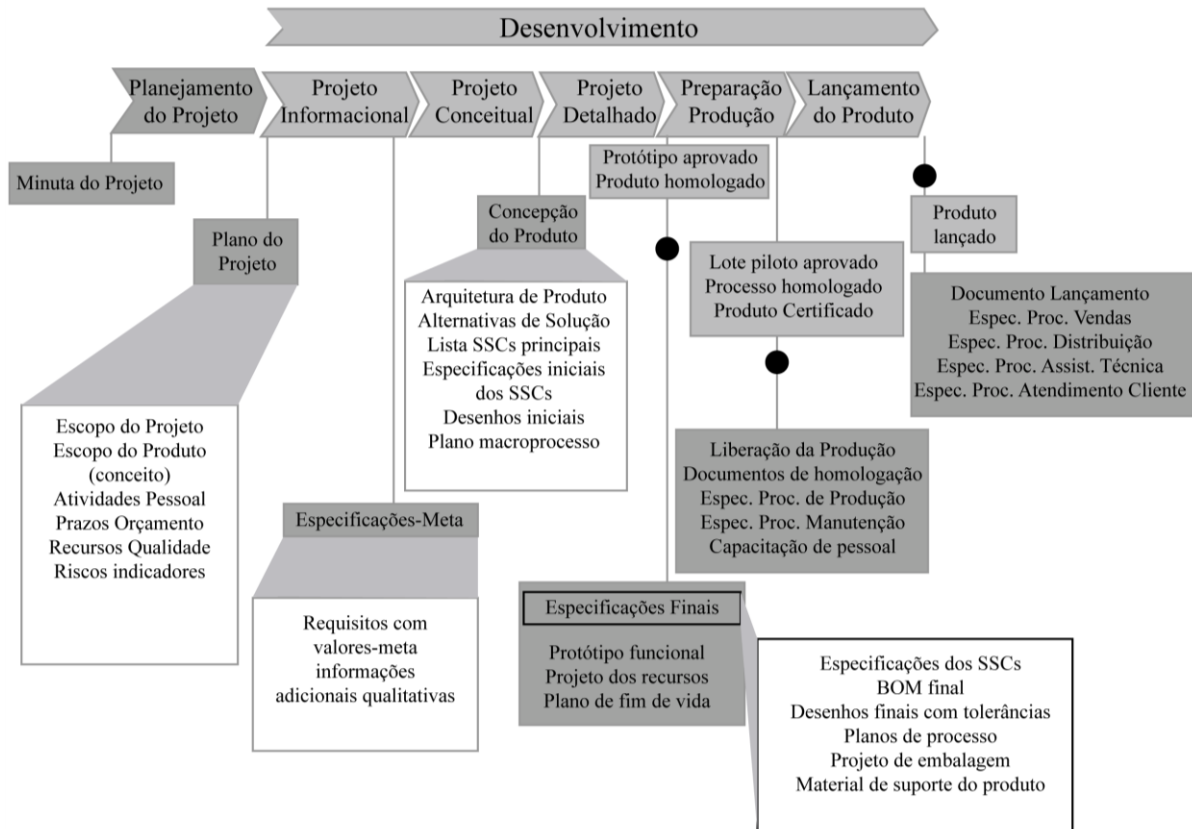 Desenvolvimento
Planejamento
do Projeto
Projeto
Informacional
Projeto
Conceitual
Projeto
Detalhado
Preparação
Produção
Lançamento
do Produto
Minuta do Projeto
Plano do
Projeto
Escopo do Projeto
Escopo do Produto
(conceito)
Atividades Pessoal
Prazos Orçamento
Recursos Qualidade
Riscos indicadores
Especificações-Meta
Requisitos com
valores-meta
informações
adicionais qualitativas
Concepção
do Produto
Arquitetura de Produto
Alternativas de Solução
Lista SSCs principais
Especificações iniciais
dos SSCs
Desenhos iniciais
Plano macroprocesso
Protótipo aprovado
Produto homologado
Especificações Finais
Protótipo funcional
Projeto dos recursos
Plano de fim de vida
Especificações dos SSCs
BOM final
Desenhos finais com tolerâncias
Planos de processo
Projeto de embalagem
Material de suporte do produto
Lote piloto aprovado
Processo homologado
Produto Certificado
Liberação da Produção
Documentos de homologação
Espec. Proc. de Produção
Espec. Proc. Manutenção
Capacitação de pessoal
Produto
lançado
Documento Lançamento
Espec. Proc. Vendas
Espec. Proc. Distribuição
Espec. Proc. Assist. Técnica
Espec. Proc. Atendimento Cliente